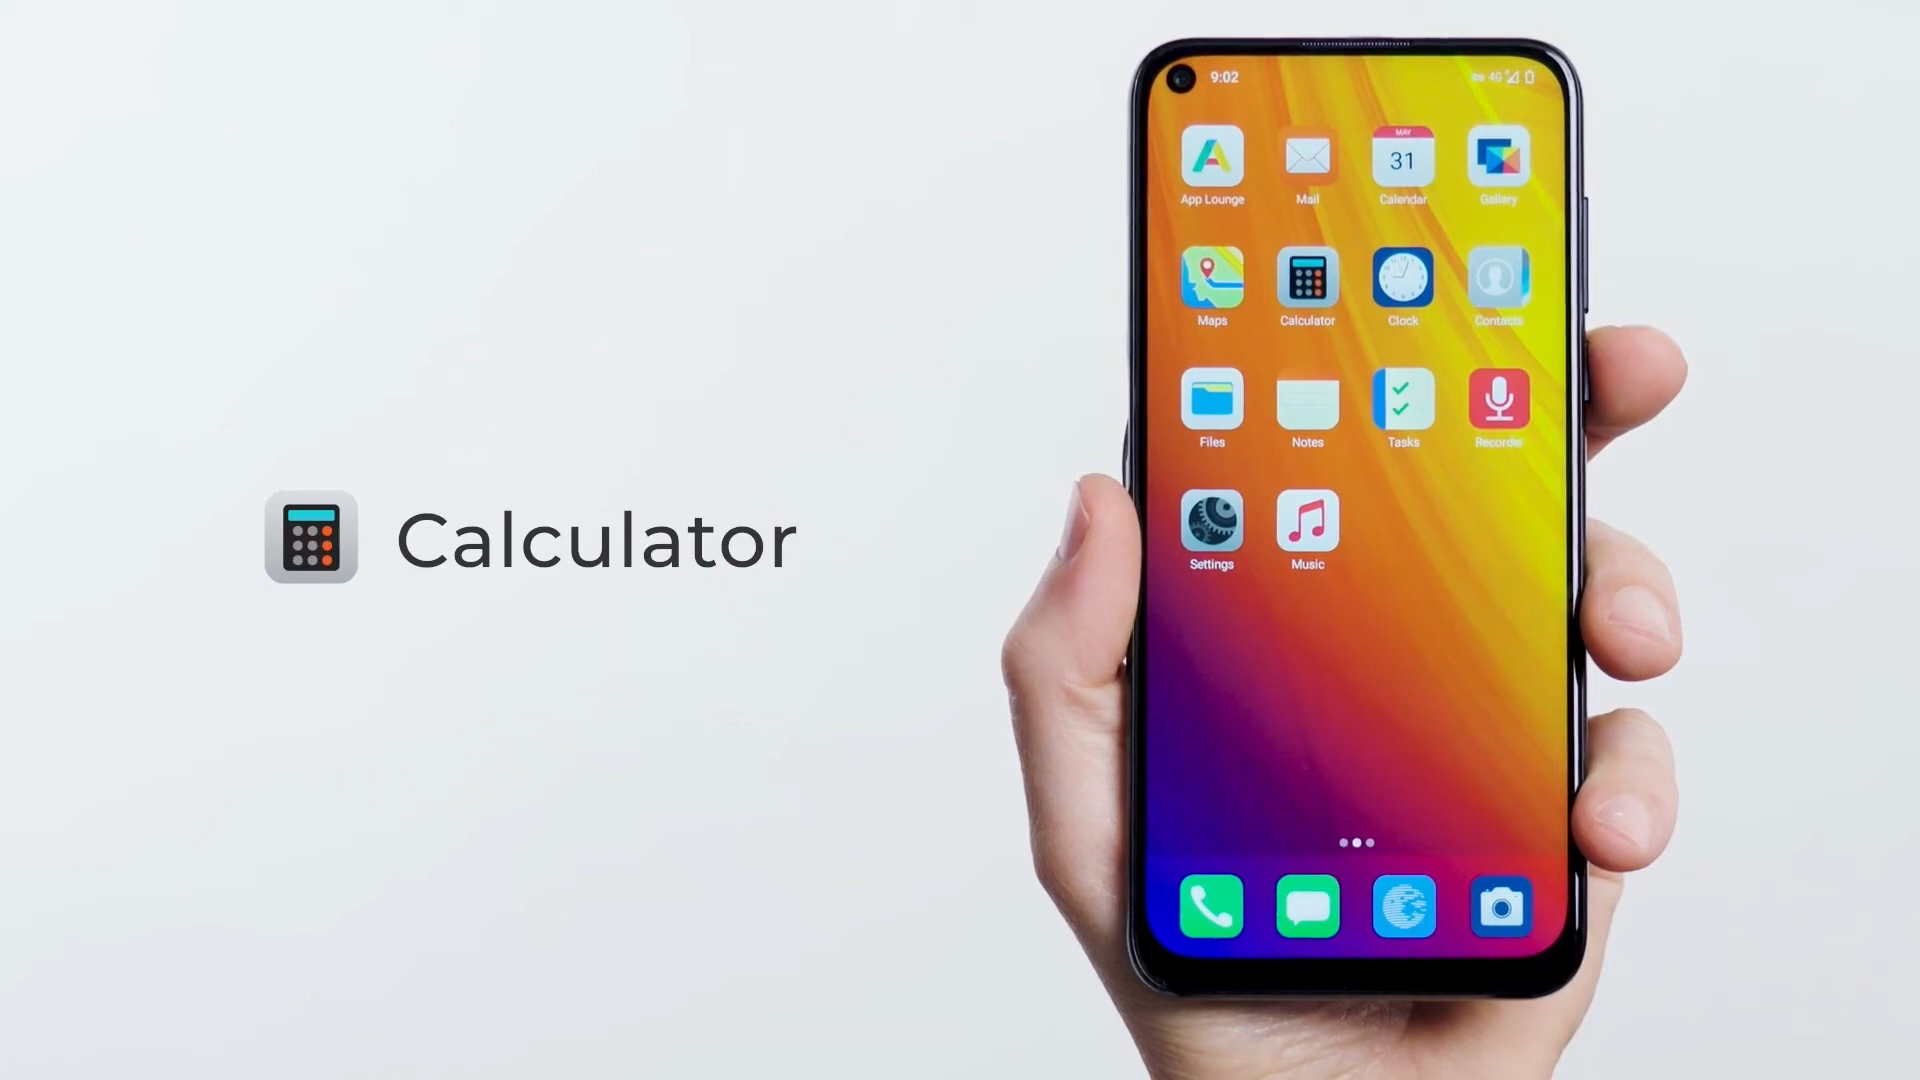 Calculator
9:02
4G
App Lounge
Mail
MAY
31
Calendar
Gallery
Maps
Calculator
Clock
Contacts
Files
Notes
Tasks
Recorder
Settings
Music